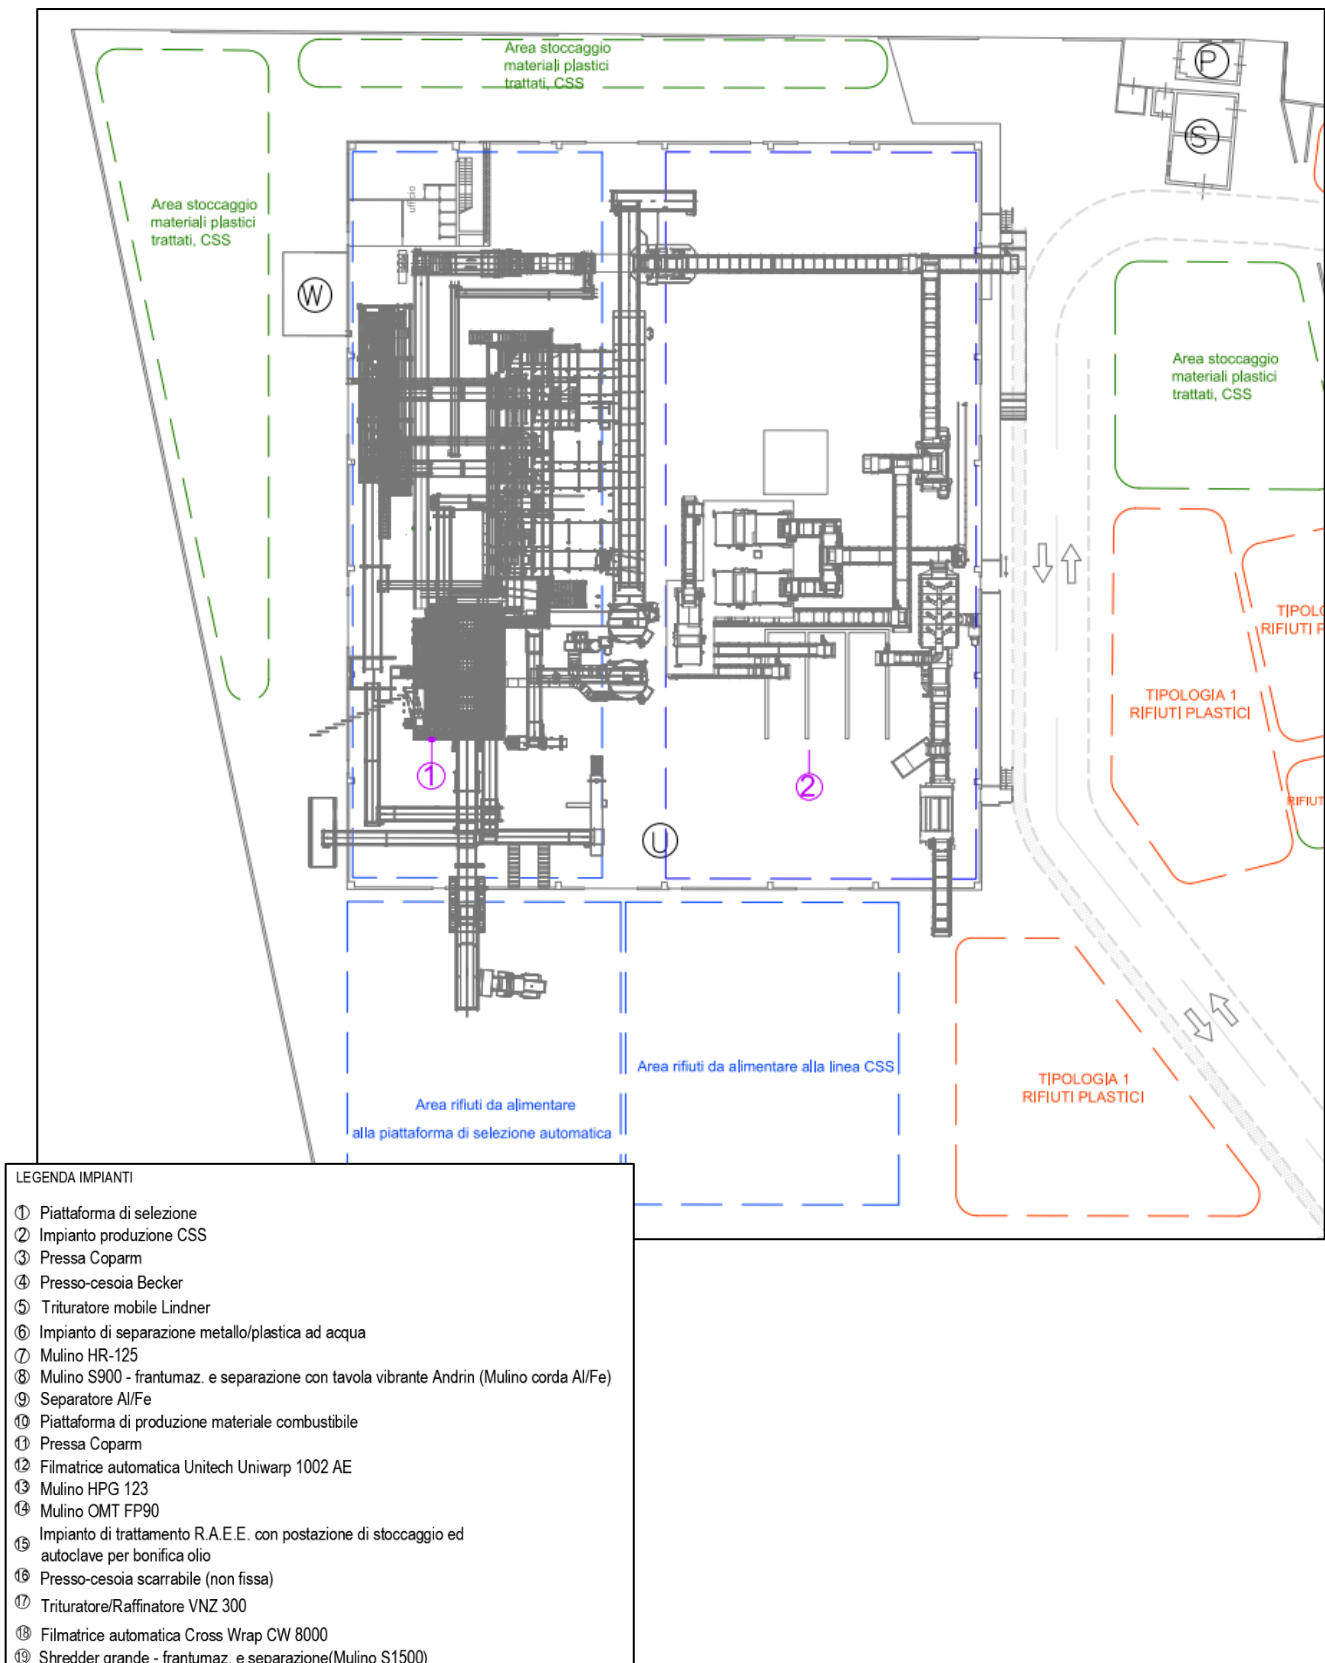 Area stoccaggio
materiali plastici
trattati, CSS
P
S
Area stoccaggio
materiali plastici
trattati, CSS
ufficio
W
Area stoccaggio
materiali plastici
trattati, CSS
TIPOLOGIA 1
RIFIUTI PLASTICI
1
2
U
Area rifiuti da alimentare alla linea CSS
Area rifiuti da alimentare
alla piattaforma di selezione automatica
TIPOLOGIA 1
RIFIUTI PLASTICI
LEGENDA IMPIANTI
1 Piattaforma di selezione
2 Impianto produzione CSS
3 Pressa Coparm
4 Presso-cesoia Becker
5 Trituratore mobile Lindner
6 Impianto di separazione metallo/plastica ad acqua
7 Mulino HR-125
8 Mulino S900 - frantumaz. e separazione con tavola vibrante Andrin (Mulino corda Al/Fe)
9 Separatore Al/Fe
10 Piattaforma di produzione materiale combustibile
11 Pressa Coparm
12 Filmatrice automatica Unitech Uniwarp 1002 AE
13 Mulino HPG 123
14 Mulino OMT FP90
15 Impianto di trattamento R.A.E.E. con postazione di stoccaggio ed
autoclave per bonifica olio
16 Presso-cesoia scarrabile (non fissa)
17 Trituratore/Raffinatore VNZ 300
18 Filmatrice automatica Cross Wrap CW 8000
19 Shredder grande - frantumaz. e separazione(Mulino S1500)